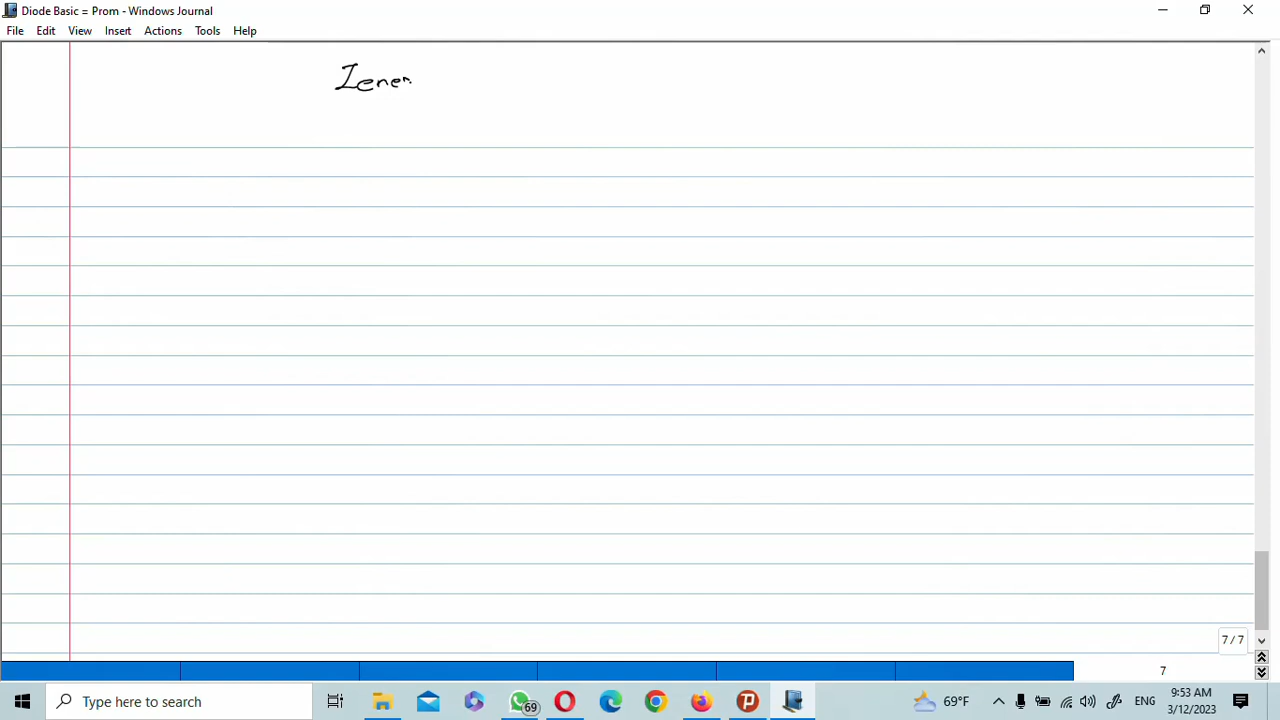 Diode Basic = Prom - Windows Journal
File Edit View Insert Actions Tools Help
Zener
7 / 7
7
Type here to search
69
69°F
ENG
9:53 AM
3/12/2023